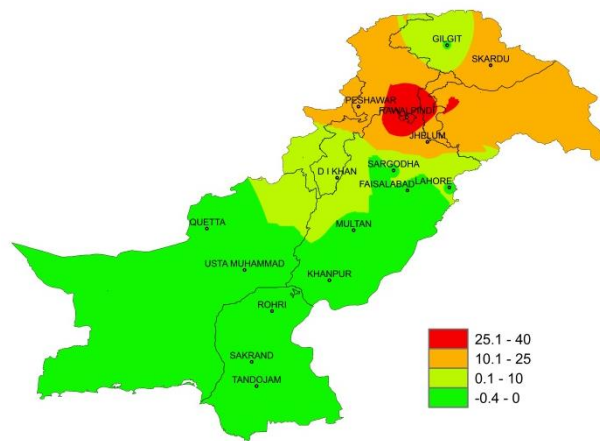 GILGIT
SKARDU
PESHAWAR
RAWALPINDI
JHELUM
SARGODHA
D I KHAN
FAISALABAD
LAHORE
QUETTA
MULTAN
USTA MUHAMMAD
KHANPUR
ROHRI
SAKRAND
TANDOJAM
25.1 - 40
10.1 - 25
0.1 - 10
-0.4 - 0